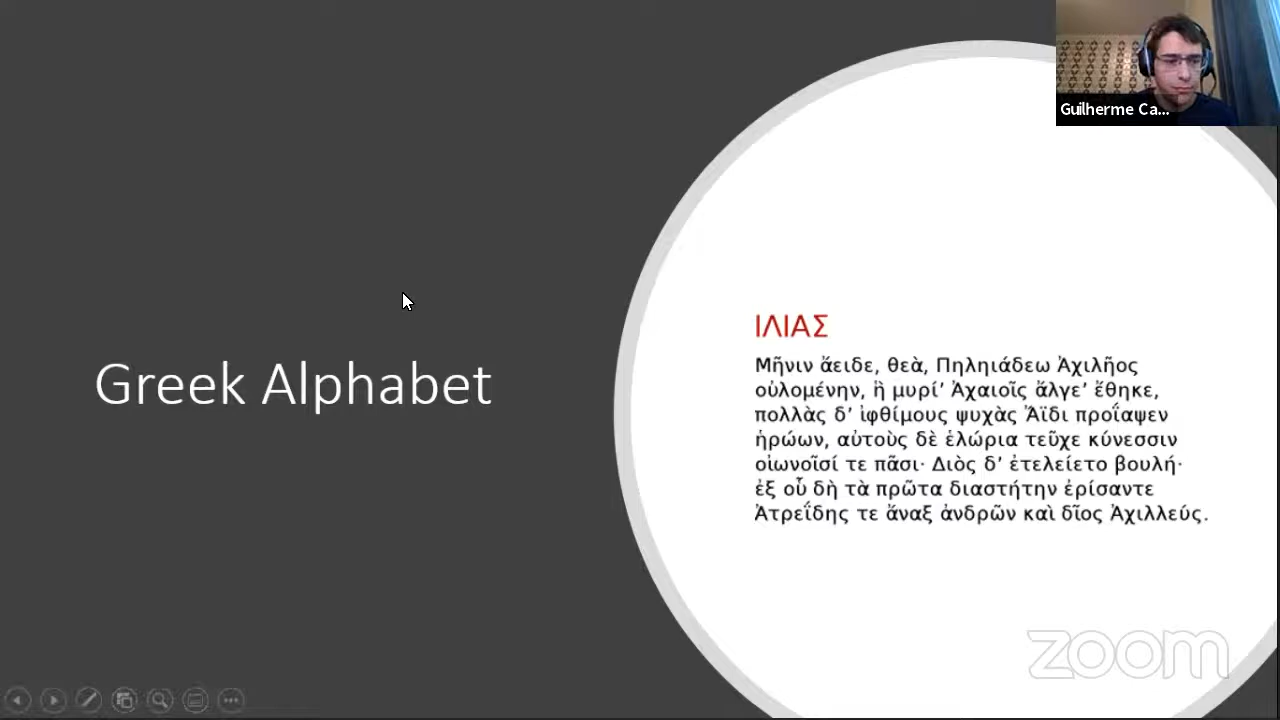 Guilherme Ca...
Greek Alphabet
ΙΛΙΑΣ
Μῆνιν ἄειδε, θεὰ, Πηληιάδεω Ἀχιλῆος
οὐλομένην, ἣ μυρί’ Ἀχαιοῖς ἄλγε’ ἔθηκε,
πολλὰς δ’ ἰφθίμους ψυχὰς Ἄϊδι προΐαψεν
ἡρώων, αὐτοὺς δὲ ἑλώρια τεῦχε κύνεσσιν
οἰωνοῖσί τε πᾶσι· Διὸς δ’ ἐτελείετο βουλή·
ἐξ οὗ δὴ τὰ πρῶτα διαστήτην ἐρίσαντε
Ἀτρεΐδης τε ἄναξ ἀνδρῶν καὶ δῖος Ἀχιλλεύς.
zoom